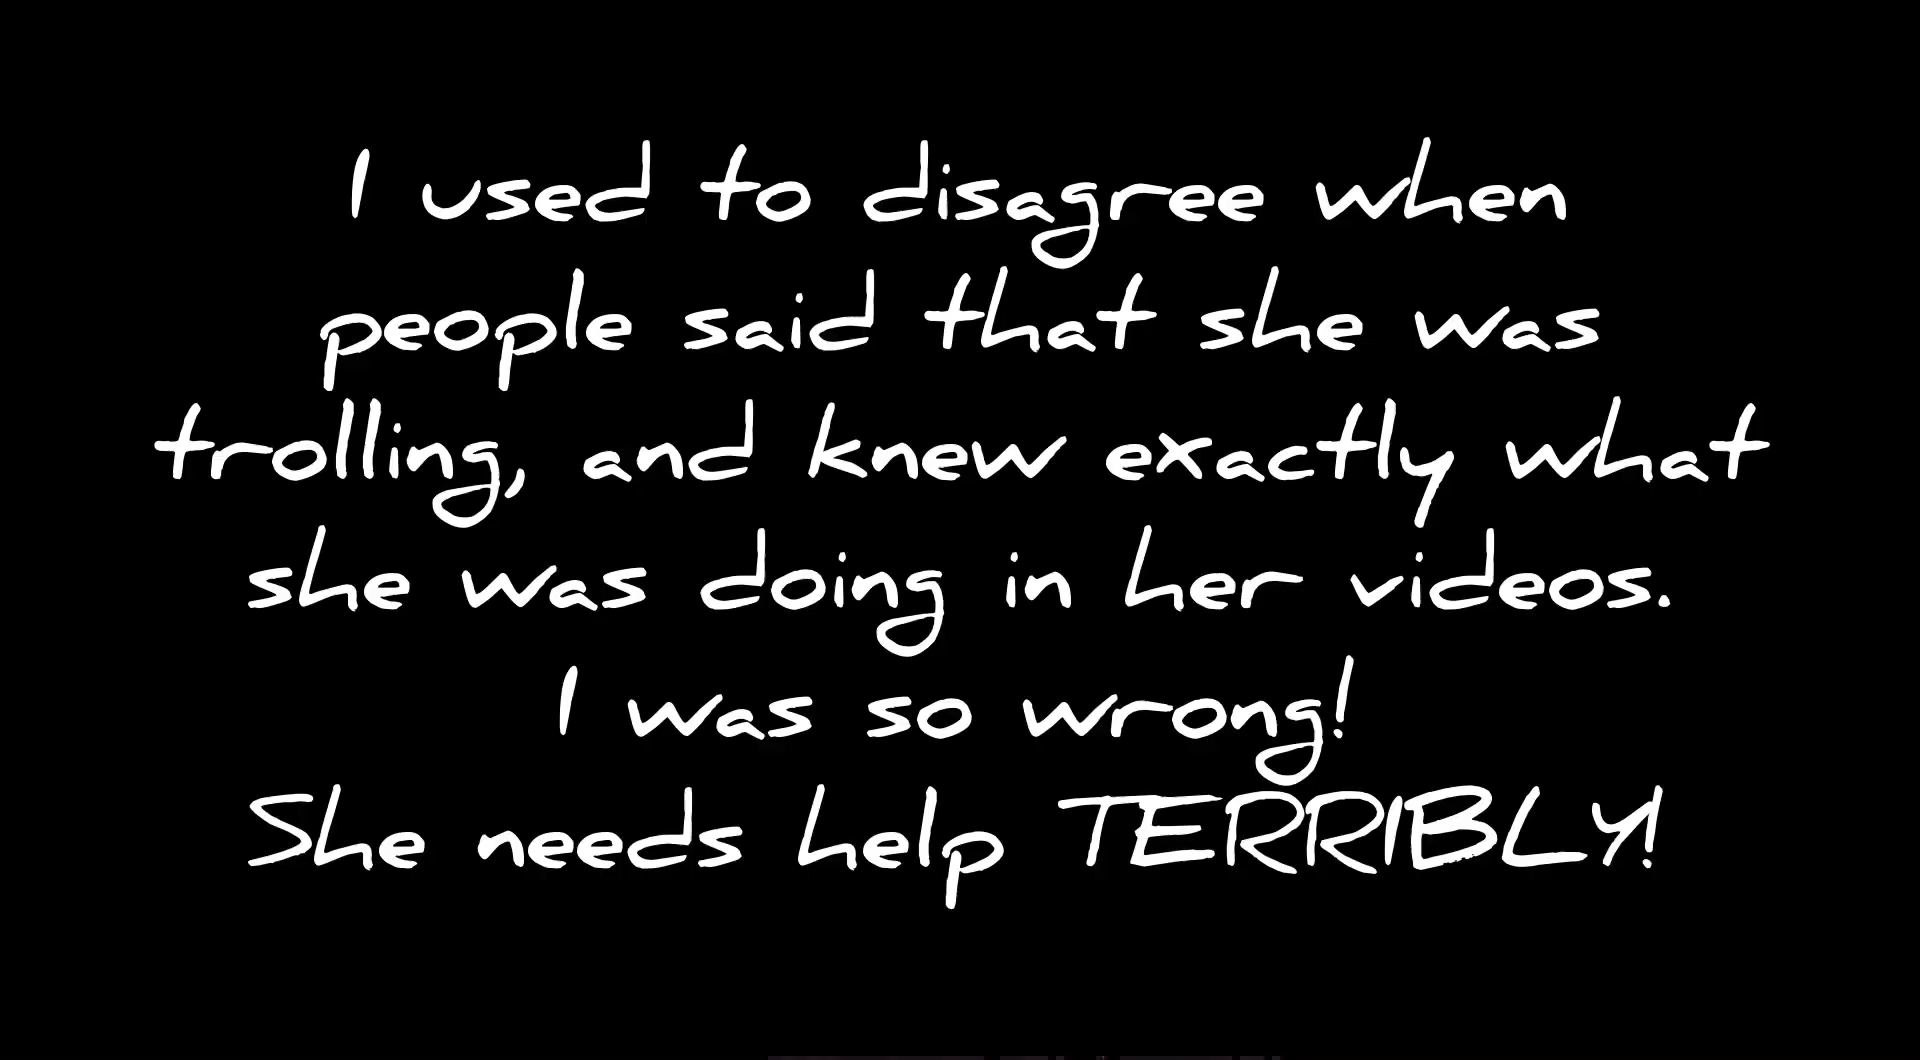 I used to disagree when
people said that she was
trolling, and knew exactly what
she was doing in her videos.
I was so wrong!
She needs help TERRIBLY!